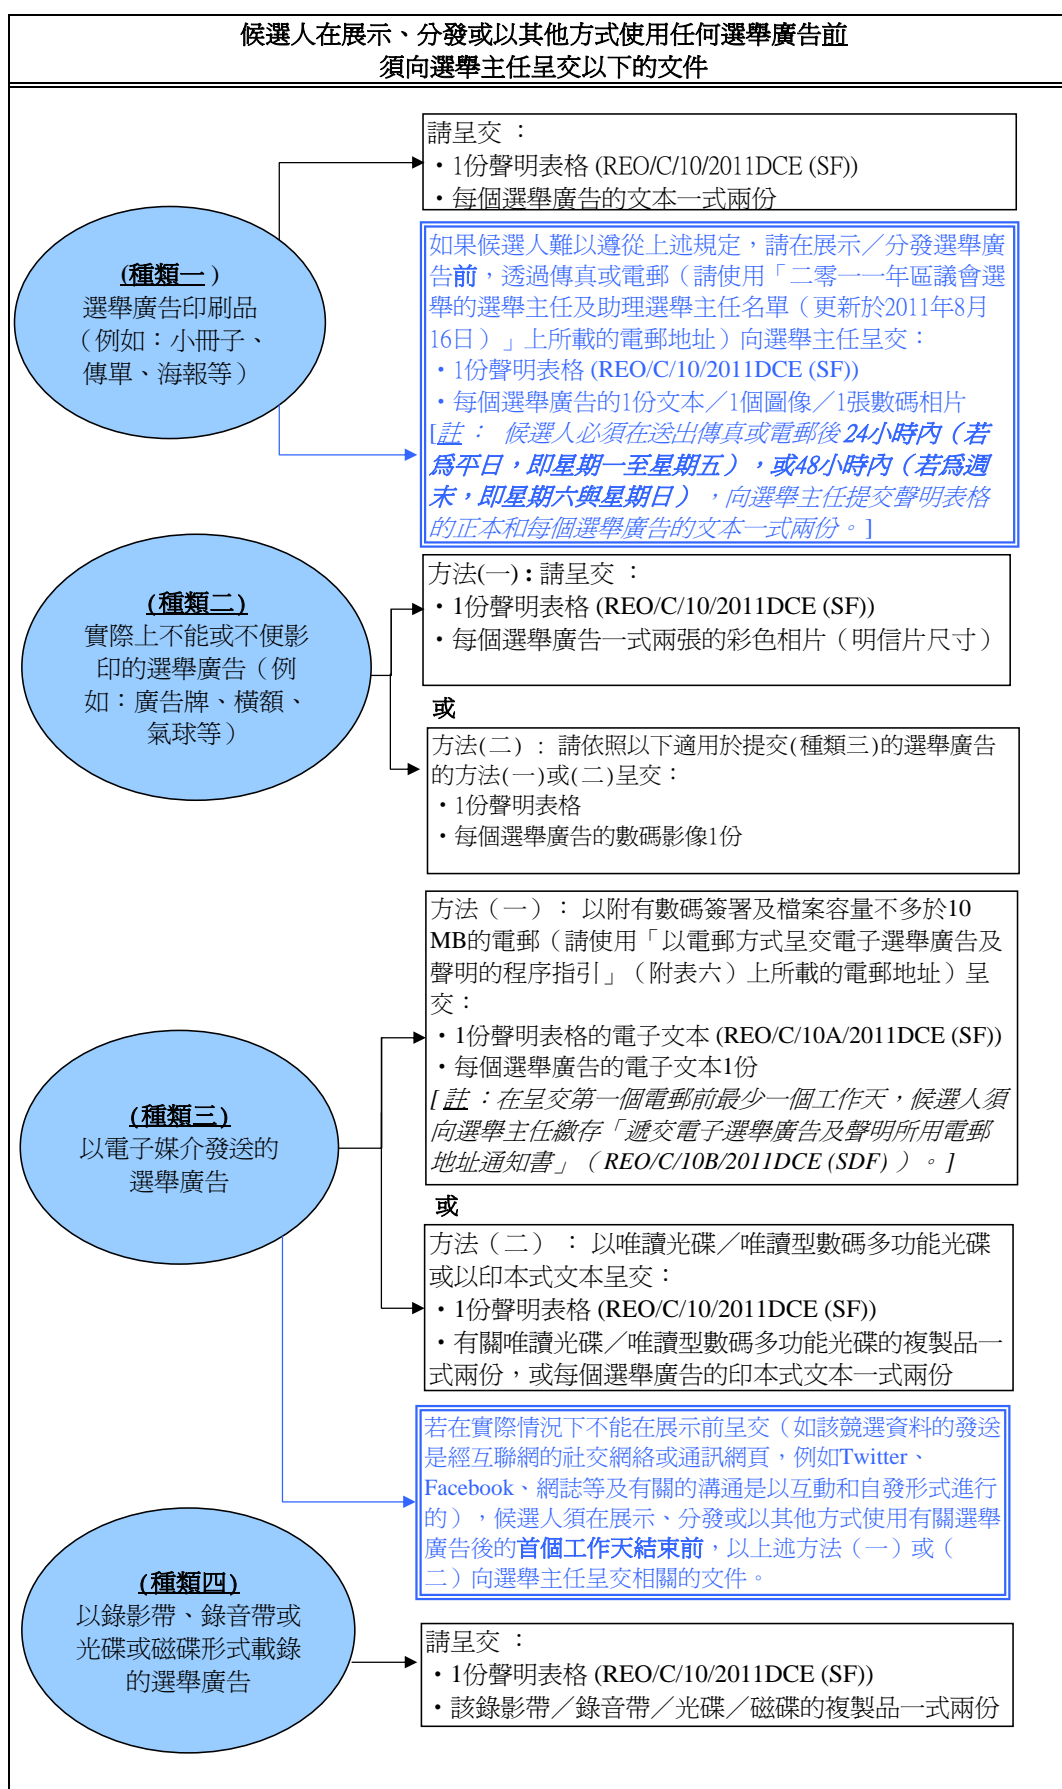 候選人在展示、分發或以其他方式使用任何選舉廣告前
須向選舉主任呈交以下的文件
(種類一)
選舉廣告印刷品
(例如：小冊子、
傳單、海報等）
請呈交 ：
・1份聲明表格 (REO/C/10/2011DCE (SF))
・每個選舉廣告的文本一式兩份
如果候選人難以遵從上述規定，請在展示／分發選舉廣
告前，透過傳真或電郵（請使用「二零一一年區議會選
舉的選舉主任及助理選舉主任名單（更新於2011年8月
16日）」上所載的電郵地址）向選舉主任呈交：
・1份聲明表格 (REO/C/10/2011DCE (SF))
・每個選舉廣告的1份文本／1個圖像／1張數碼相片
[註： 候選人必須在送出傳真或電郵後24小時內（若
為平日，即星期一至星期五），或48小時內（若為週
末，即星期六與星期日），向選舉主任提交聲明表格
的正本和每個選舉廣告的文本一式兩份。]
(種類二)
實際上不能或不便影
印的選舉廣告（例
如：廣告牌、橫額、
氣球等）
方法(一)：請呈交 ：
・1份聲明表格 (REO/C/10/2011DCE (SF))
・每個選舉廣告一式兩張的彩色相片（明信片尺寸）
或
方法(二) ：請依照以下適用於提交(種類三)的選舉廣告
的方法(一)或(二)呈交：
・1份聲明表格
・每個選舉廣告的數碼影像1份
(種類三)
以電子媒介發送的
選舉廣告
方法（一）： 以附有數碼簽署及檔案容量不多於10
MB的電郵（請使用「以電郵方式呈交電子選舉廣告及
聲明的程序指引」（附表六）上所載的電郵地址）呈
交：
・1份聲明表格的電子文本 (REO/C/10A/2011DCE (SF))
・每個選舉廣告的電子文本1份
[註：在呈交第一個電郵前最少一個工作天，候選人須
向選舉主任繳存「遞交電子選舉廣告及聲明所用電郵
地址通知書」（REO/C/10B/2011DCE (SDF)）。]
或
方法（二） ： 以唯讀光碟／唯讀型數碼多功能光碟
或以印本式文本呈交：
・1份聲明表格 (REO/C/10/2011DCE (SF))
・有關唯讀光碟／唯讀型數碼多功能光碟的複製品一
式兩份，或每個選舉廣告的印本式文本一式兩份
若在實際情況下不能在展示前呈交（如該競選資料的發送
是經互聯網的社交網絡或通訊網頁，例如Twitter、
Facebook、網誌等及有關的溝通是以互動和自發形式進行
的），候選人須在展示、分發或以其他方式使用有關選舉
廣告後的首個工作天結束前，以上述方法（一）或（
二）向選舉主任呈交相關的文件。
(種類四)
以錄影帶、錄音帶或
光碟或磁碟形式載錄
的選舉廣告
請呈交 ：
・1份聲明表格 (REO/C/10/2011DCE (SF))
・該錄影帶／錄音帶／光碟／磁碟的複製品一式兩份